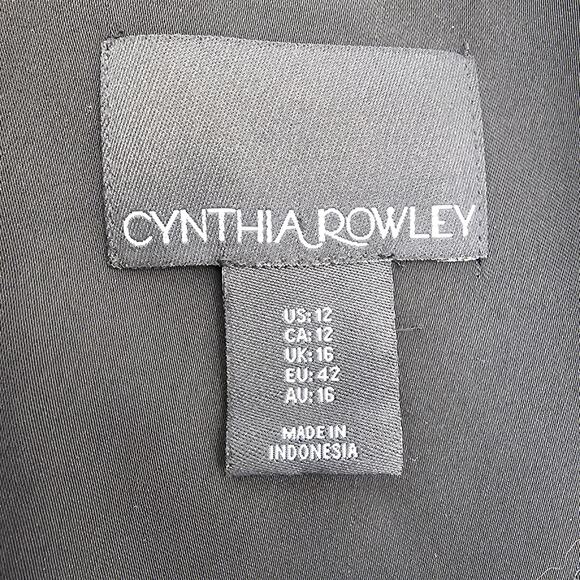 CYNTHIA ROWLEY
US: 12
CA: 12
UK: 16
EU: 42
AU: 16
MADE IN
INDONESIA